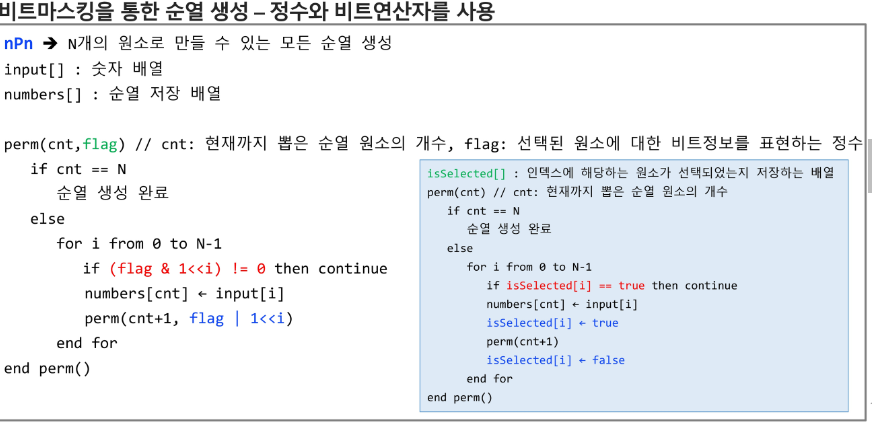 비트마스킹을 통한 순열 생성 – 정수와 비트연산자를 사용
nPn ➔ N개의 원소로 만들 수 있는 모든 순열 생성
input[] : 숫자 배열
numbers[] : 순열 저장 배열
perm(cnt,flag) // cnt: 현재까지 뽑은 순열 원소의 개수, flag: 선택된 원소에 대한 비트정보를 표현하는 정수
if cnt == N
순열 생성 완료
else
for i from 0 to N-1
if (flag & 1<<i) != 0 then continue
numbers[cnt] ← input[i]
perm(cnt+1, flag | 1<<i)
end for
end perm()
isSelected[] : 인덱스에 해당하는 원소가 선택되었는지 저장하는 배열
perm(cnt) // cnt: 현재까지 뽑은 순열 원소의 개수
if cnt == N
순열 생성 완료
else
for i from 0 to N-1
if isSelected[i] == true then continue
numbers[cnt] ← input[i]
isSelected[i] ← true
perm(cnt+1)
isSelected[i] ← false
end for
end perm()